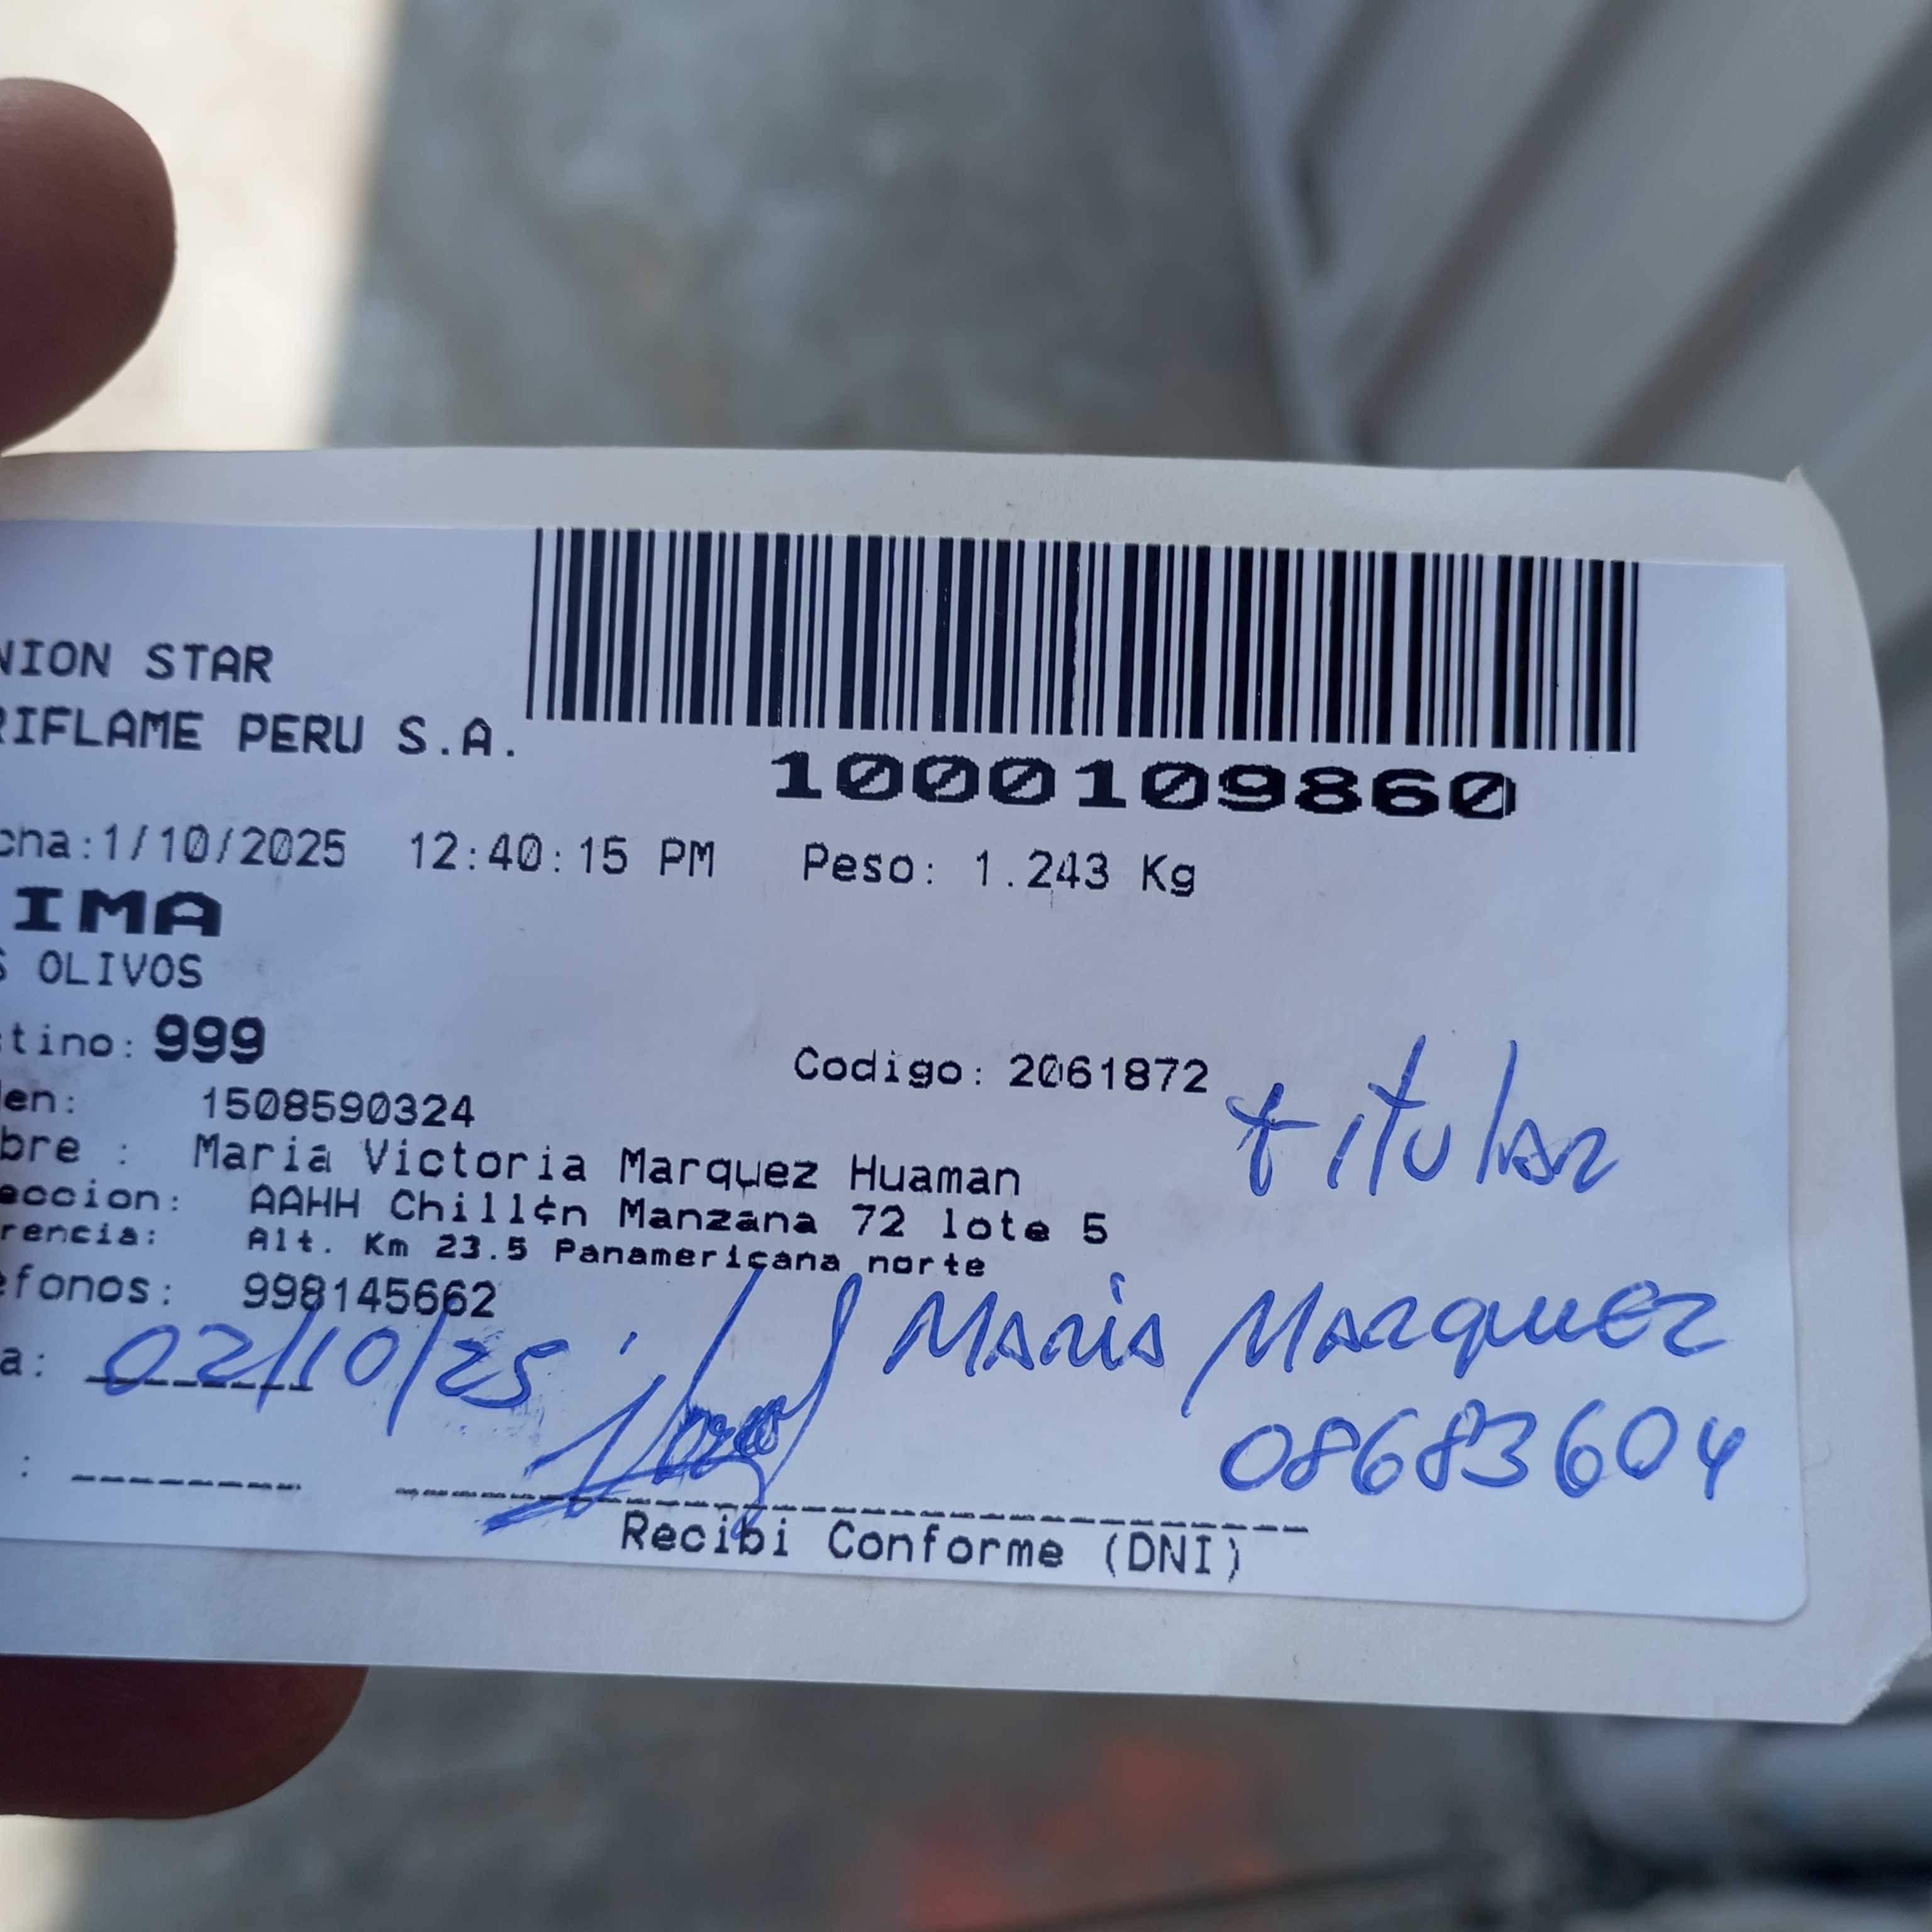 NION STAR
RIFLAME PERU S.A.
1000109860
cha:1/10/2025 12:40:15 PM Peso: 1.243 Kg
IMA
S OLIVOS
stino: 999
Codigo: 2061872
titular
den: 1508590324
bre : Maria Victoria Marquez Huaman
eccion: AAHH Chill¢n Manzana 72 lote 5
rencia: Alt. Km 23.5 Panamericana norte
efonos: 998145662
a: 02/10/25 Maria Marquez
08683604
:
Recibi Conforme (DNI)